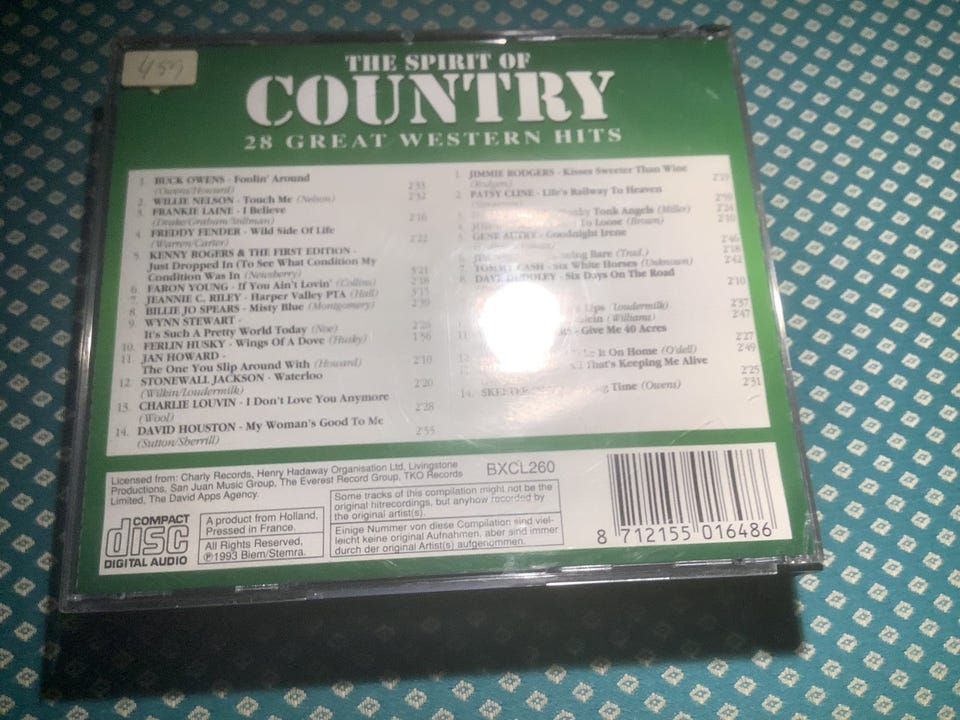 THE SPIRIT OF
COUNTRY
28 GREAT WESTERN HITS
1. BUCK OWENS - Foolin' Around
(Owens/Howard) 2'33
2. WILLIE NELSON - Touch Me (Nelson) 2'32
3. FRANKIE LAINE - I Believe
(Drake/Graham/Stillman) 2'16
4. FREDDY FENDER - Wild Side Of Life
(Warren/Carter) 2'22
5. KENNY ROGERS & THE FIRST EDITION -
Just Dropped In (To See What Condition My
Condition Was In (Newsberry) 3'21
6. FARON YOUNG - If You Ain't Lovin' (Collins) 2'18
7. JEANNIE C. RILEY - Harper Valley PTA (Hall) 3'15
8. BILLIE JO SPEARS - Misty Blue (Montgomery) 2'39
9. WYNN STEWART -
It's Such A Pretty World Today (Noe) 2'26
10. FERLIN HUSKY - Wings Of A Dove (Husky) 1'56
11. JAN HOWARD -
The One You Slip Around With (Howard) 2'10
12. STONEWALL JACKSON - Waterloo
(Wilkin/Loudermilk) 2'20
13. CHARLIE LOUVIN - I Don't Love You Anymore
(Wool) 2'28
14. DAVID HOUSTON - My Woman's Good To Me
(Sutton/Sherrill) 2'55
1. JIMMIE RODGERS - Kisses Sweeter Than Wine
(Rodgers) 2'19
2. PATSY CLINE - Life's Railway To Heaven
Tonk Angels (Miller) 2'24
To Loose (Brown) 2'10
5. GENE AUTRY - Goodnight Irene
2'46
Bare (Trad.) 2'18
7. TOMMY CASH - Six White Horses (Unknown) 2'42
8. DAVE DUDLEY - Six Days On The Road
2'10
Lips (Loudermilk) 2'37
(Williams) 2'47
- Give Me 40 Acres
2'27
It On Home (O'dell) 2'49
That's Keeping Me Alive
2'25
14. SKEETER Time (Owens) 2'31
Licensed from: Charly Records, Henry Hadaway Organisation Ltd, Livingstone
Productions, San Juan Music Group, The Everest Record Group, TKO Records
Limited, The David Apps Agency.
BXCL260
COMPACT
disc
DIGITAL AUDIO
A product from Holland,
Pressed in France.
All Rights Reserved,
℗ 1993 Biem/Stemra.
Some tracks of this compilation might not be the
original hitrecordings, but anyhow recorded by
the original artist(s).
Einige Nummer von diese Compilation sind viel-
leicht keine original Aufnahmen, aber sind immer
durch der original Artist(s) aufgenommen.
8 712155 016486